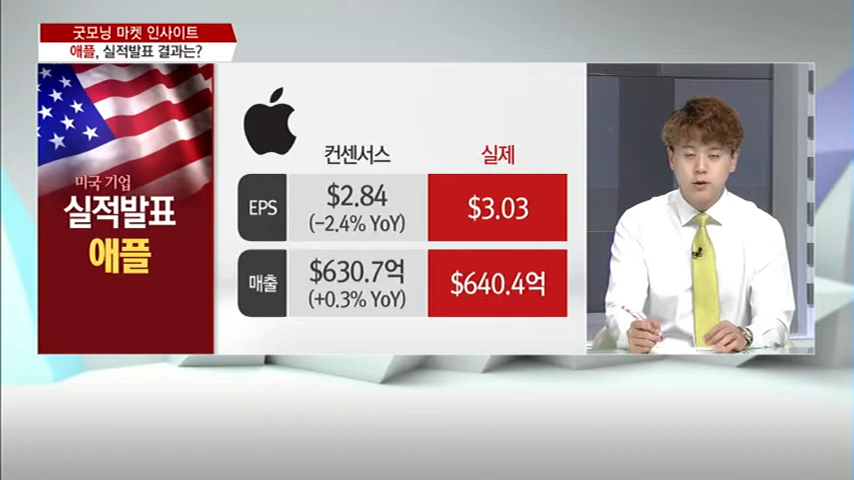 굿모닝 마켓 인사이트
애플, 실적발표 결과는?
미국 기업
실적발표
애플
컨센서스 실제
EPS $2.84 $3.03
(-2.4% YoY)
매출 $630.7억 $640.4억
(+0.3% YoY)